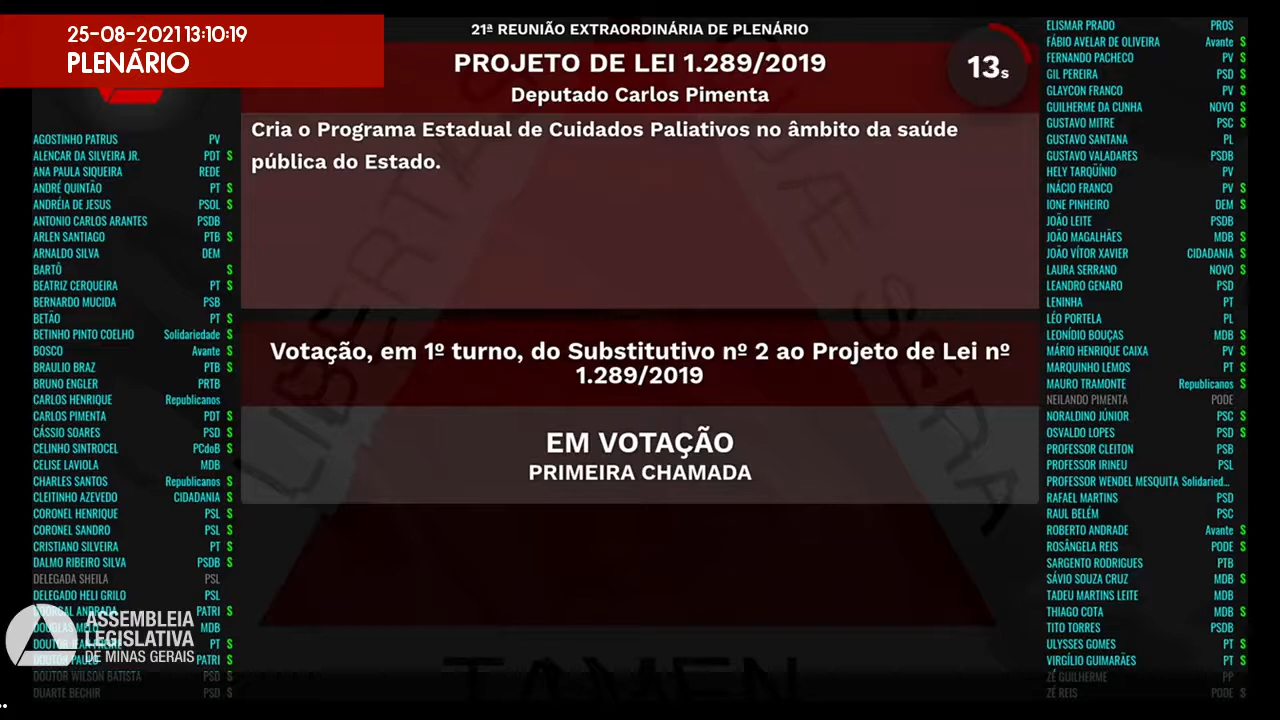 25-08-2021 13:10:19
PLENÁRIO
21ª REUNIÃO EXTRAORDINÁRIA DE PLENÁRIO
PROJETO DE LEI 1.289/2019
Deputado Carlos Pimenta
13s
Cria o Programa Estadual de Cuidados Paliativos no âmbito da saúde
pública do Estado.
Votação, em 1º turno, do Substitutivo nº 2 ao Projeto de Lei nº
1.289/2019
EM VOTAÇÃO
PRIMEIRA CHAMADA
AGOSTINHO PATRUS PV
ALENCAR DA SILVEIRA JR. PDT S
ANA PAULA SIQUEIRA REDE
ANDRÉ QUINTÃO PT S
ANDRÉIA DE JESUS PSOL S
ANTONIO CARLOS ARANTES PSDB
ARLEN SANTIAGO PTB S
ARNALDO SILVA DEM
BARTÔ S
BEATRIZ CERQUEIRA PT S
BERNARDO MUCIDA PSB
BETÃO PT S
BETINHO PINTO COELHO Solidariedade S
BOSCO Avante S
BRAULIO BRAZ PTB S
BRUNO ENGLER PRTB
CARLOS HENRIQUE Republicanos
CARLOS PIMENTA PDT S
CÁSSIO SOARES PSD S
CELINHO SINTROCEL PCdoB S
CELISE LAVIOLA MDB
CHARLES SANTOS Republicanos S
CLEITINHO AZEVEDO CIDADANIA S
CORONEL HENRIQUE PSL S
CORONEL SANDRO PSL S
CRISTIANO SILVEIRA PT S
DALMO RIBEIRO SILVA PSDB S
DELEGADA SHEILA PSL
DELEGADO HELI GRILO PSL
DOORGAL ANDRADA PATRI S
DOUGLAS MELO MDB
DOUTOR JEAN FREIRE PT S
DOUTOR PAULO PATRI S
DOUTOR WILSON BATISTA PSD S
DUARTE BECHIR PSD S
ASSEMBLEIA
LEGISLATIVA
DE MINAS GERAIS
ELISMAR PRADO PROS
FÁBIO AVELAR DE OLIVEIRA Avante S
FERNANDO PACHECO PV S
GIL PEREIRA PSD S
GLAYCON FRANCO PV S
GUILHERME DA CUNHA NOVO S
GUSTAVO MITRE PSC S
GUSTAVO SANTANA PL
GUSTAVO VALADARES PSDB
HELY TARQÜÍNIO PV
INÁCIO FRANCO PV S
IONE PINHEIRO DEM S
JOÃO LEITE PSDB
JOÃO MAGALHÃES MDB S
JOÃO VÍTOR XAVIER CIDADANIA S
LAURA SERRANO NOVO S
LEANDRO GENARO PSD
LENINHA PT
LÉO PORTELA PL
LEONÍDIO BOUÇAS MDB S
MÁRIO HENRIQUE CAIXA PV S
MARQUINHO LEMOS PT S
MAURO TRAMONTE Republicanos S
NEILANDO PIMENTA PODE
NORALDINO JÚNIOR PSC S
OSVALDO LOPES PSD S
PROFESSOR CLEITON PSB
PROFESSOR IRINEU PSL
PROFESSOR WENDEL MESQUITA Solidaried...
RAFAEL MARTINS PSD
RAUL BELÉM PSC
ROBERTO ANDRADE Avante S
ROSÂNGELA REIS PODE S
SARGENTO RODRIGUES PTB
SÁVIO SOUZA CRUZ MDB S
TADEU MARTINS LEITE MDB
THIAGO COTA MDB S
TITO TORRES PSDB
ULYSSES GOMES PT S
VIRGÍLIO GUIMARÃES PT S
ZÉ GUILHERME PP
ZÉ REIS PODE S